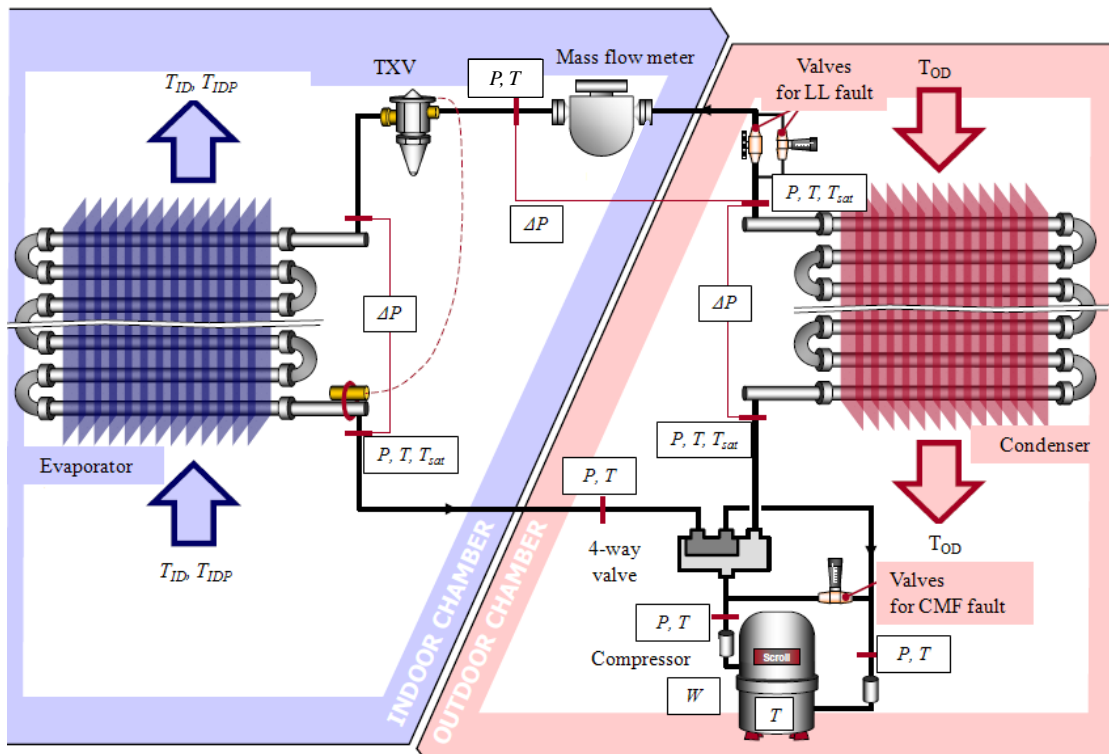 T_ID, T_IDP
TXV
P, T
Mass flow meter
Valves
for LL fault
T_OD
P, T, T_sat
ΔP
ΔP
ΔP
P, T, T_sat
P, T, T_sat
Evaporator
Condenser
P, T
T_ID, T_IDP
4-way
valve
T_OD
Valves
for CMF fault
INDOOR CHAMBER
OUTDOOR CHAMBER
P, T
P, T
Compressor
Scroll
W
T